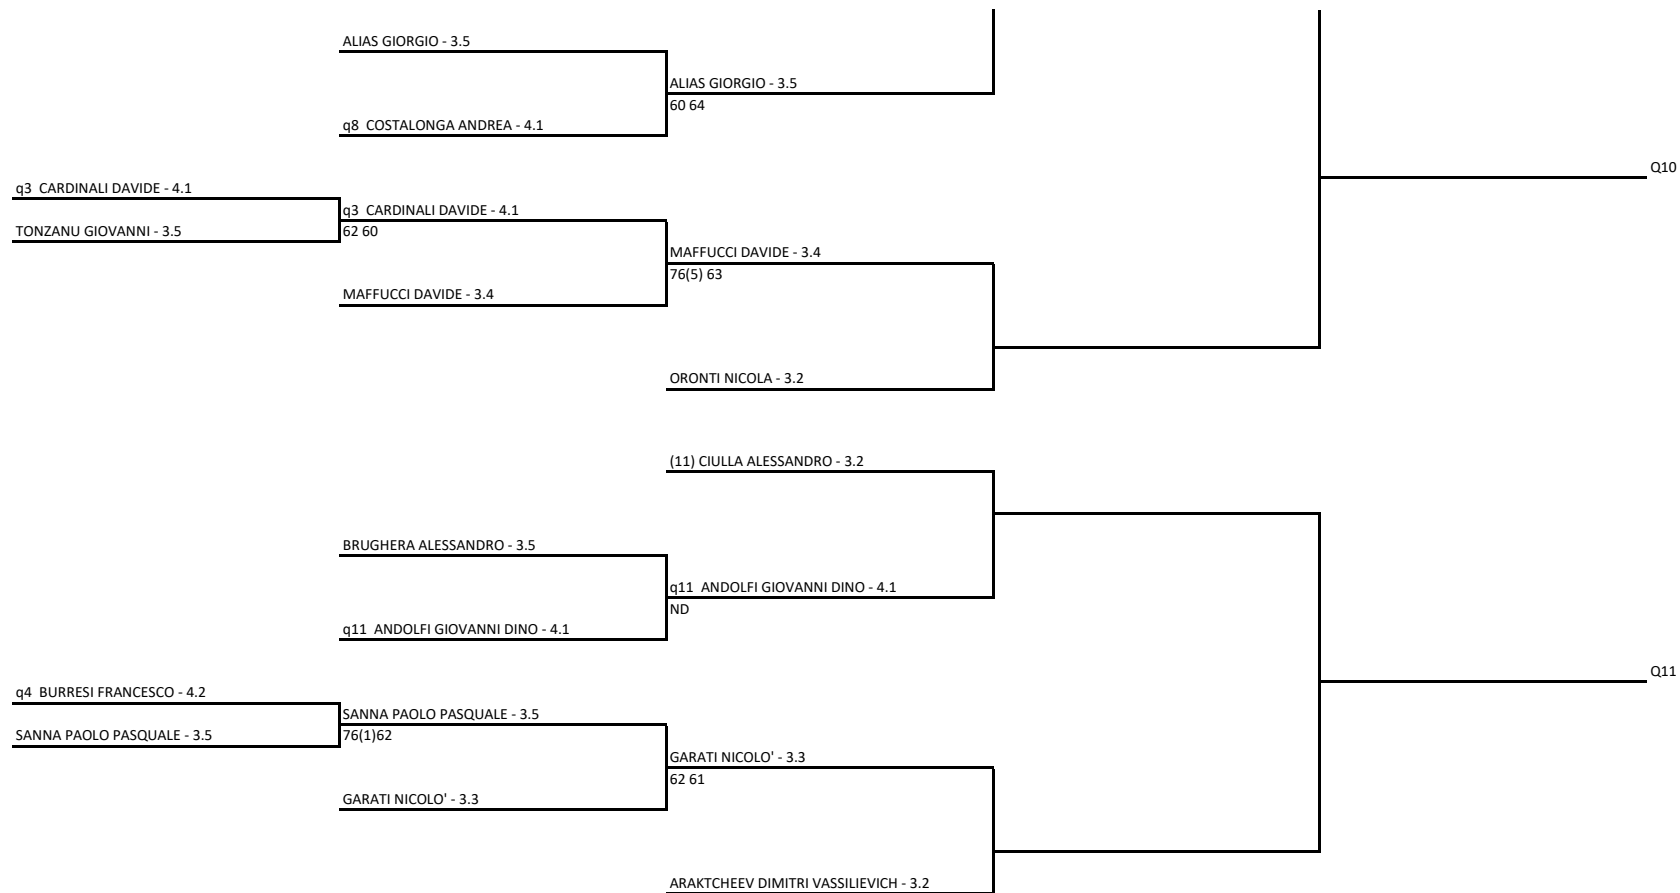 ALIAS GIORGIO - 3.5
ALIAS GIORGIO - 3.5
60 64
q8 COSTALONGA ANDREA - 4.1
Q10
q3 CARDINALI DAVIDE - 4.1
q3 CARDINALI DAVIDE - 4.1
TONZANU GIOVANNI - 3.5
62 60
MAFFUCCI DAVIDE - 3.4
76(5) 63
MAFFUCCI DAVIDE - 3.4
ORONTI NICOLA - 3.2
(11) CIULLA ALESSANDRO - 3.2
BRUGHERA ALESSANDRO - 3.5
q11 ANDOLFI GIOVANNI DINO - 4.1
ND
q11 ANDOLFI GIOVANNI DINO - 4.1
Q11
q4 BURRESI FRANCESCO - 4.2
SANNA PAOLO PASQUALE - 3.5
SANNA PAOLO PASQUALE - 3.5
76(1)62
GARATI NICOLO' - 3.3
62 61
GARATI NICOLO' - 3.3
ARAKTCHEEV DIMITRI VASSILIEVICH - 3.2